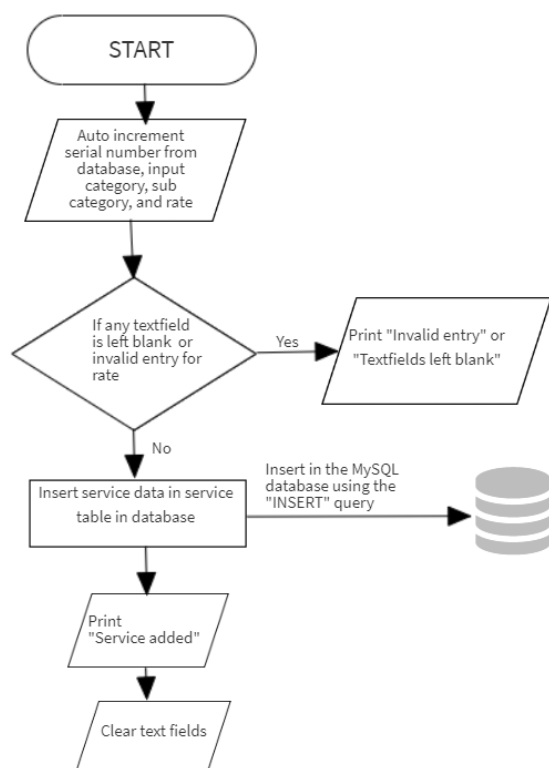 START
Auto increment
serial number from
database, input
category, sub
category, and rate
If any textfield
is left blank or
invalid entry for
rate
Yes
Print "Invalid entry" or
"Textfields left blank"
No
Insert service data in service
table in database
Insert in the MySQL
database using the
"INSERT" query
Print
"Service added"
Clear text fields